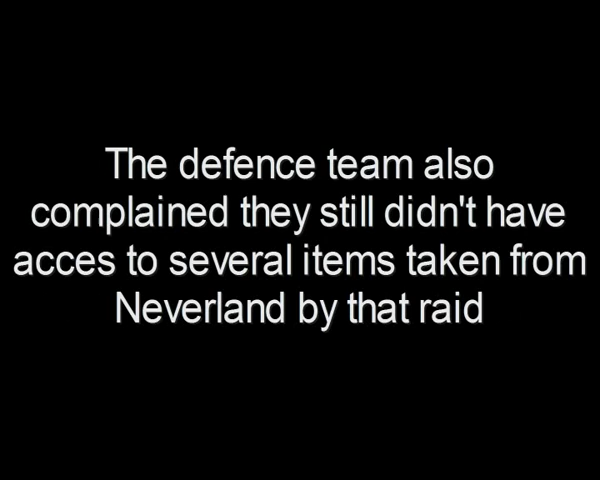 The defence team also
complained they still didn't have
acces to several items taken from
Neverland by that raid